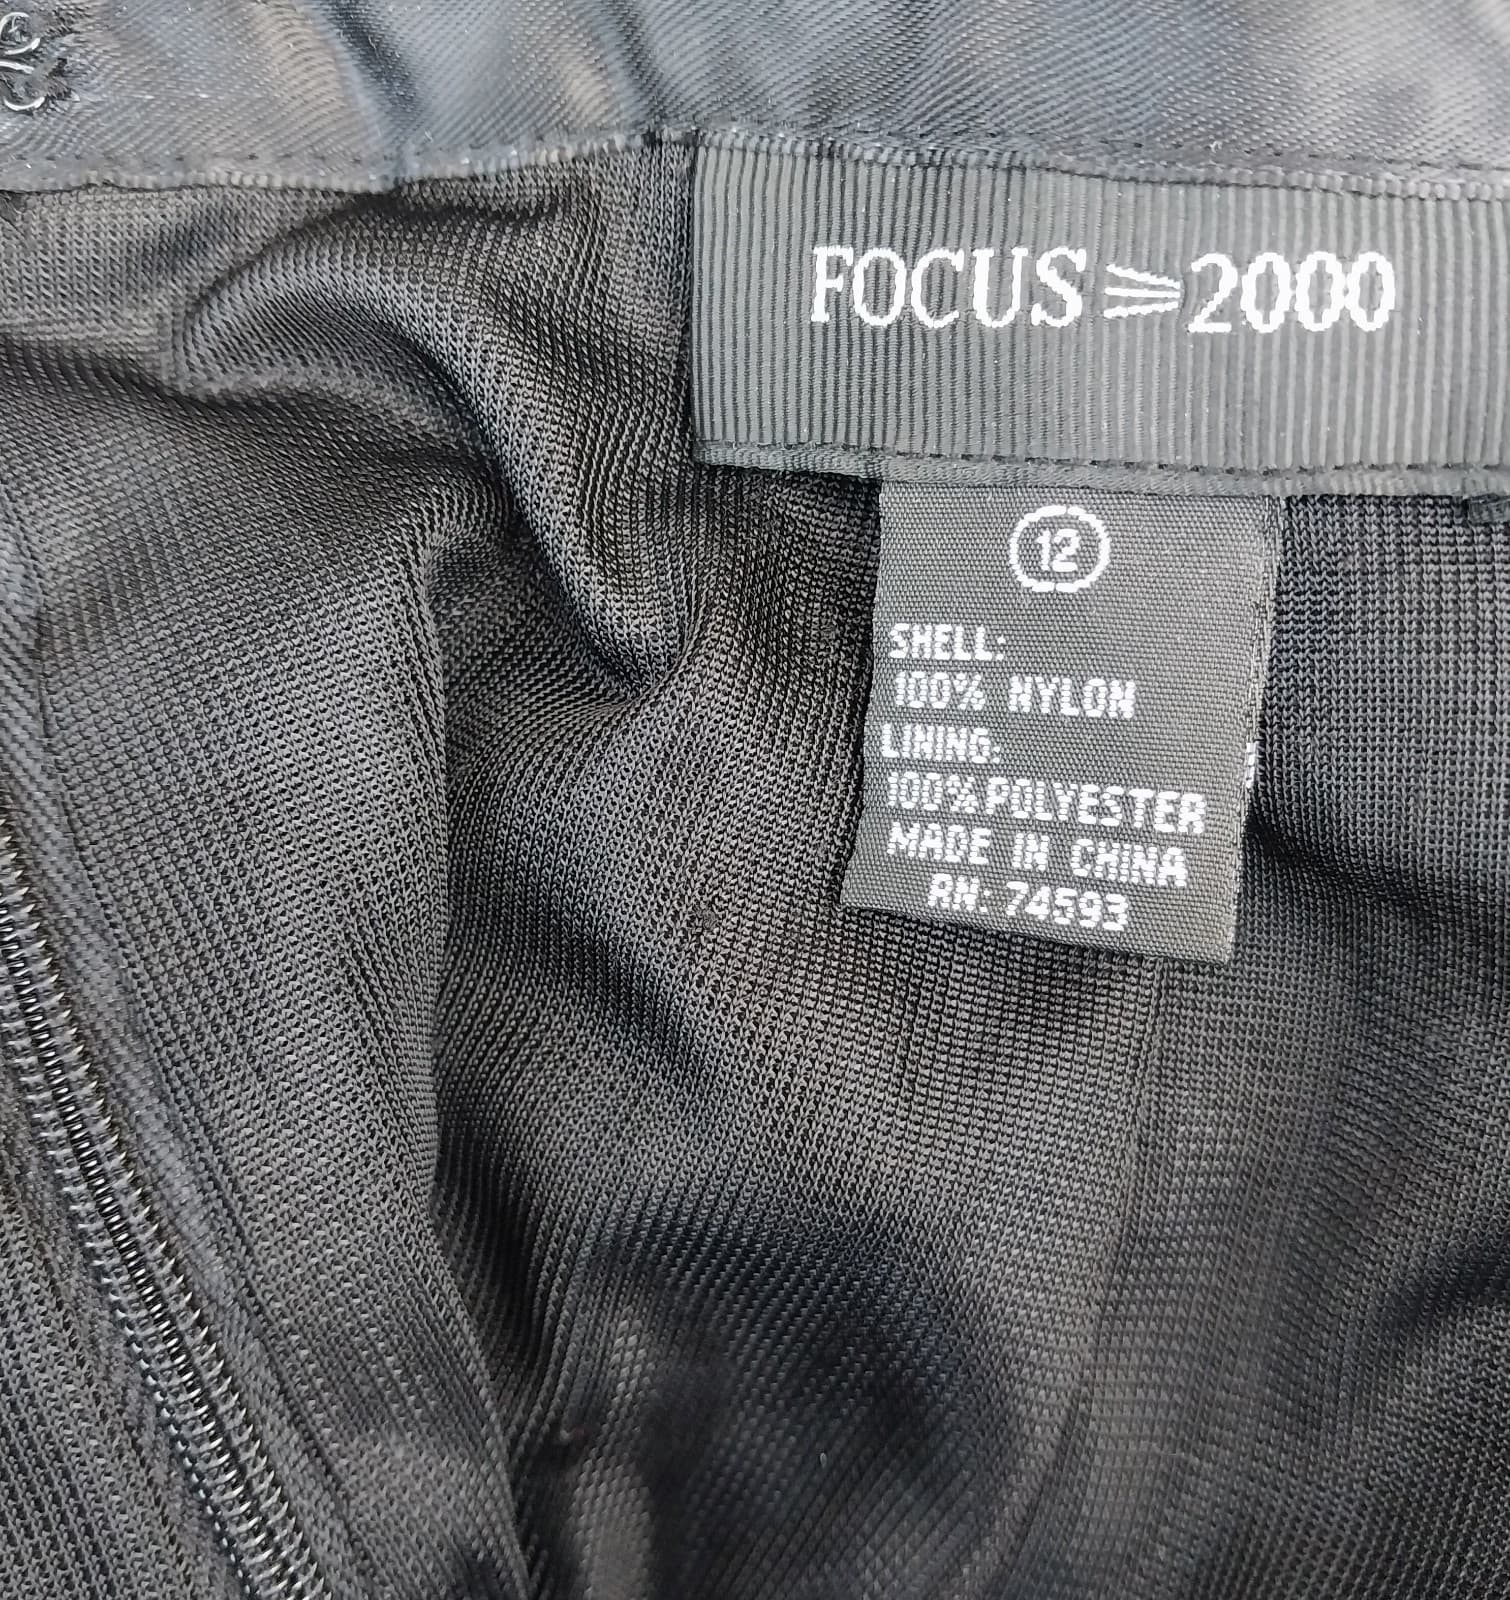 FOCUS 2000
12
SHELL:
100% NYLON
LINING:
100% POLYESTER
MADE IN CHINA
RN: 74593